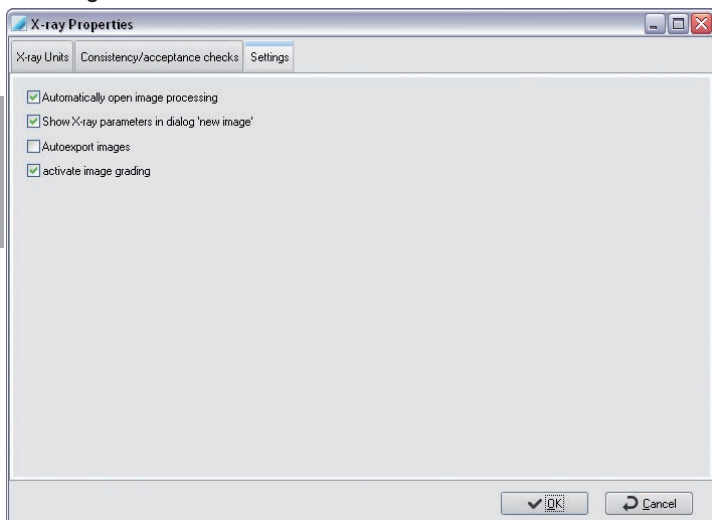 X-ray Properties
X-ray Units Consistency/acceptance checks Settings
Automatically open image processing
Show X-ray parameters in dialog 'new image'
Autoexport images
activate image grading
OK Cancel